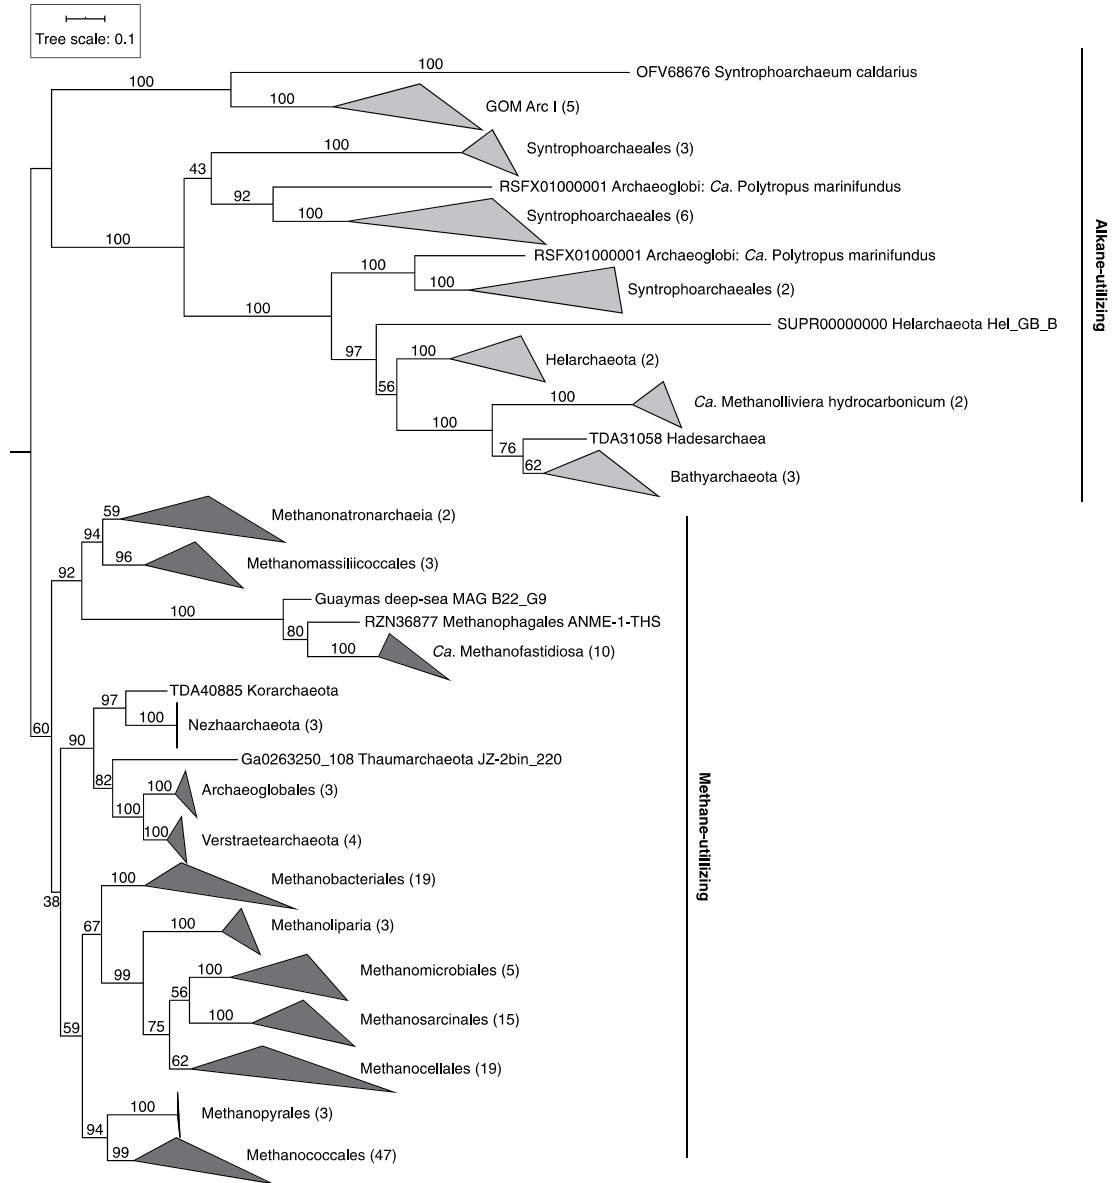 Tree scale: 0.1
100
100
OFV68676 Syntrophoarchaeum caldarius
100
GOM Arc I (5)
100
Syntrophoarchaeales (3)
43
RSFX01000001 Archaeoglobi: Ca. Polytropus marinifundus
92
100
Syntrophoarchaeales (6)
100
RSFX01000001 Archaeoglobi: Ca. Polytropus marinifundus
100
100
Syntrophoarchaeales (2)
100
SUPR00000000 Helarchaeota Hel_GB_B
97
100
Helarchaeota (2)
56
100
Ca. Methanolliviera hydrocarbonicum (2)
100
TDA31058 Hadesarchaea
76
62
Bathyarchaeota (3)
Alkane-utilizing
59
Methanonatronarchaeia (2)
94
96
Methanomassiliicoccales (3)
92
Guaymas deep-sea MAG B22_G9
100
RZN36877 Methanophagales ANME-1-THS
80
100
Ca. Methanofastidiosa (10)
60
TDA40885 Korarchaeota
97
100
Nezhaarchaeota (3)
90
Ga0263250_108 Thaumarchaeota JZ-2bin_220
82
100
Archaeoglobales (3)
100
100
Verstraetearchaeota (4)
38
100
Methanobacteriales (19)
67
100
Methanoliparia (3)
99
100
Methanomicrobiales (5)
56
100
Methanosarcinales (15)
75
62
Methanocellales (19)
59
100
Methanopyrales (3)
94
99
Methanococcales (47)
Methane-utilizing